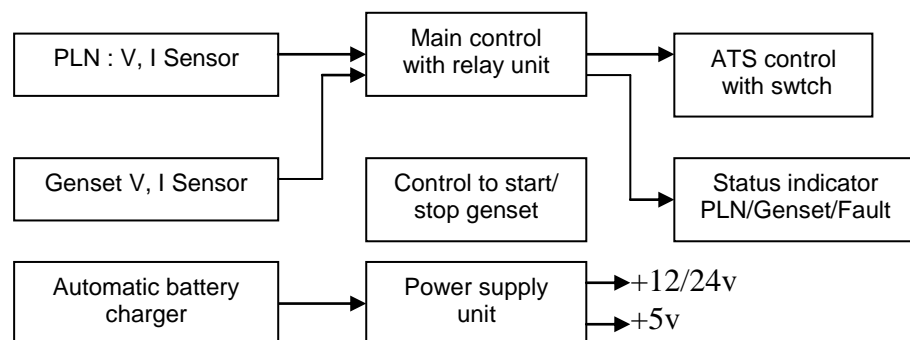 PLN : V, I Sensor
Main control
with relay unit
ATS control
with swtch
Genset V, I Sensor
Control to start/
stop genset
Status indicator
PLN/Genset/Fault
Automatic battery
charger
Power supply
unit
+12/24v
+5v